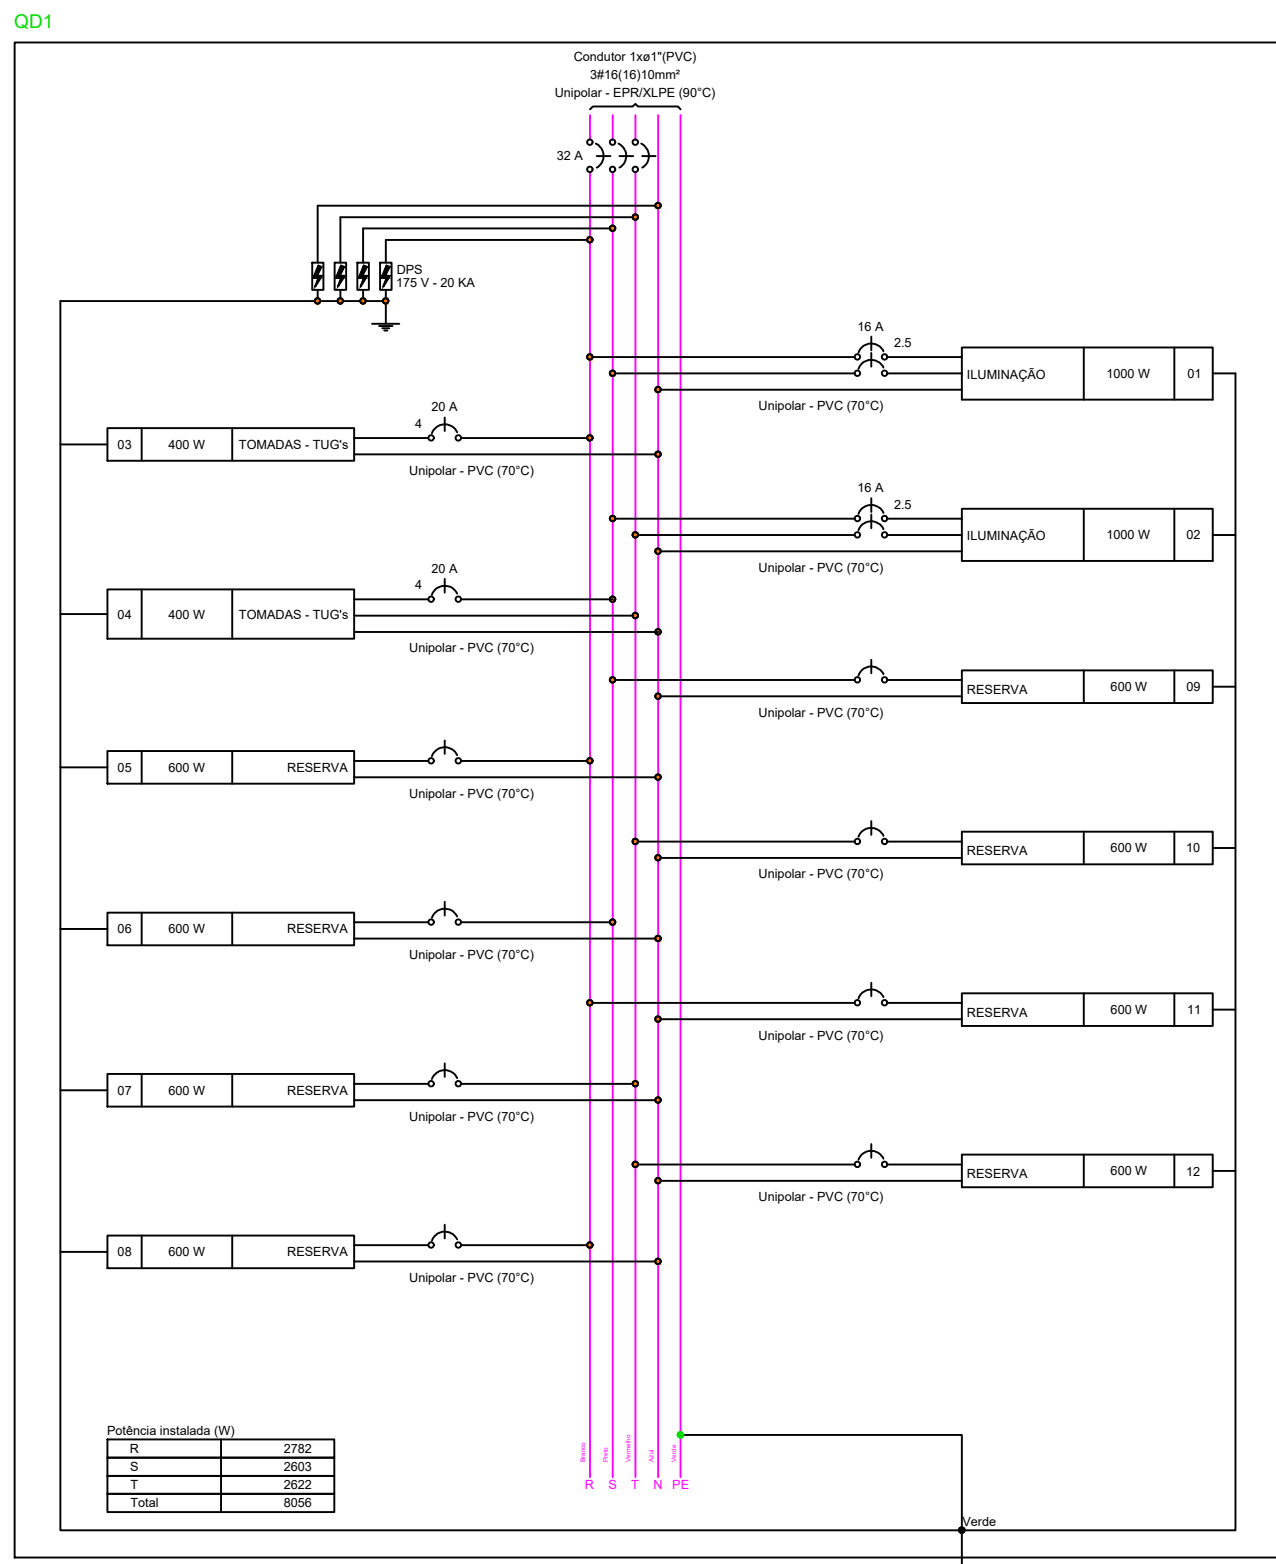 QD1
Condutor 1xø1"(PVC)
3#16(16)10mm²
Unipolar - EPR/XLPE (90°C)
32 A
DPS
175 V - 20 KA
16 A
2.5
ILUMINAÇÃO 1000 W 01
Unipolar - PVC (70°C)
20 A
4
03 400 W TOMADAS - TUG's
Unipolar - PVC (70°C)
16 A
2.5
ILUMINAÇÃO 1000 W 02
Unipolar - PVC (70°C)
20 A
4
04 400 W TOMADAS - TUG's
Unipolar - PVC (70°C)
RESERVA 600 W 09
Unipolar - PVC (70°C)
05 600 W RESERVA
Unipolar - PVC (70°C)
RESERVA 600 W 10
Unipolar - PVC (70°C)
06 600 W RESERVA
Unipolar - PVC (70°C)
RESERVA 600 W 11
Unipolar - PVC (70°C)
07 600 W RESERVA
Unipolar - PVC (70°C)
RESERVA 600 W 12
Unipolar - PVC (70°C)
08 600 W RESERVA
Unipolar - PVC (70°C)
Potência instalada (W)
R 2782
S 2603
T 2622
Total 8056
Branco
Preto
Vermelho
Azul
Verde
R S T N PE
Verde